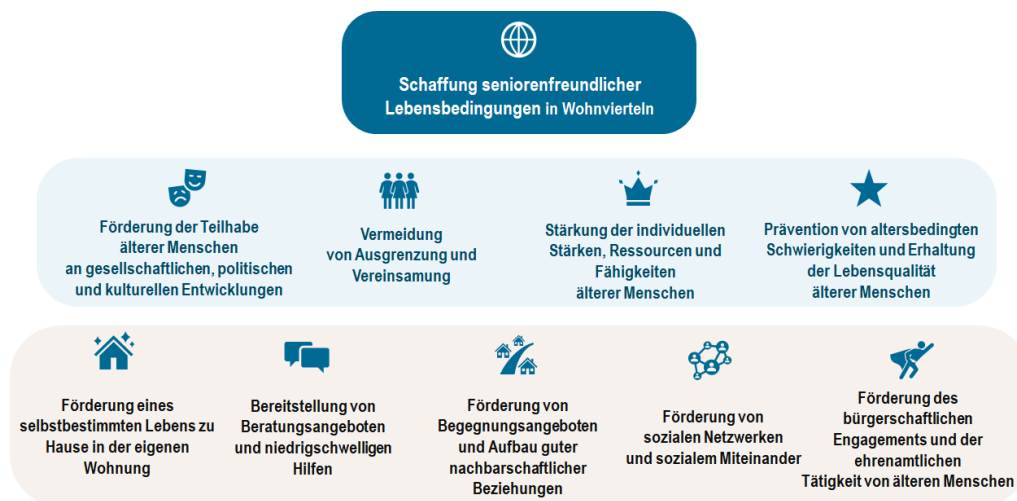 Schaffung seniorenfreundlicher
Lebensbedingungen in Wohnvierteln
Förderung der Teilhabe
älterer Menschen
an gesellschaftlichen, politischen
und kulturellen Entwicklungen
Vermeidung
von Ausgrenzung und
Vereinsamung
Stärkung der individuellen
Stärken, Ressourcen und
Fähigkeiten
älterer Menschen
Prävention von altersbedingten
Schwierigkeiten und Erhaltung
der Lebensqualität
älterer Menschen
Förderung eines
selbstbestimmten Lebens zu
Hause in der eigenen
Wohnung
Bereitstellung von
Beratungsangeboten
und niedrigschwelligen
Hilfen
Förderung von
Begegnungsangeboten
und Aufbau guter
nachbarschaftlicher
Beziehungen
Förderung von
sozialen Netzwerken
und sozialem Miteinander
Förderung des
bürgerschaftlichen
Engagements und der
ehrenamtlichen
Tätigkeit von älteren Menschen